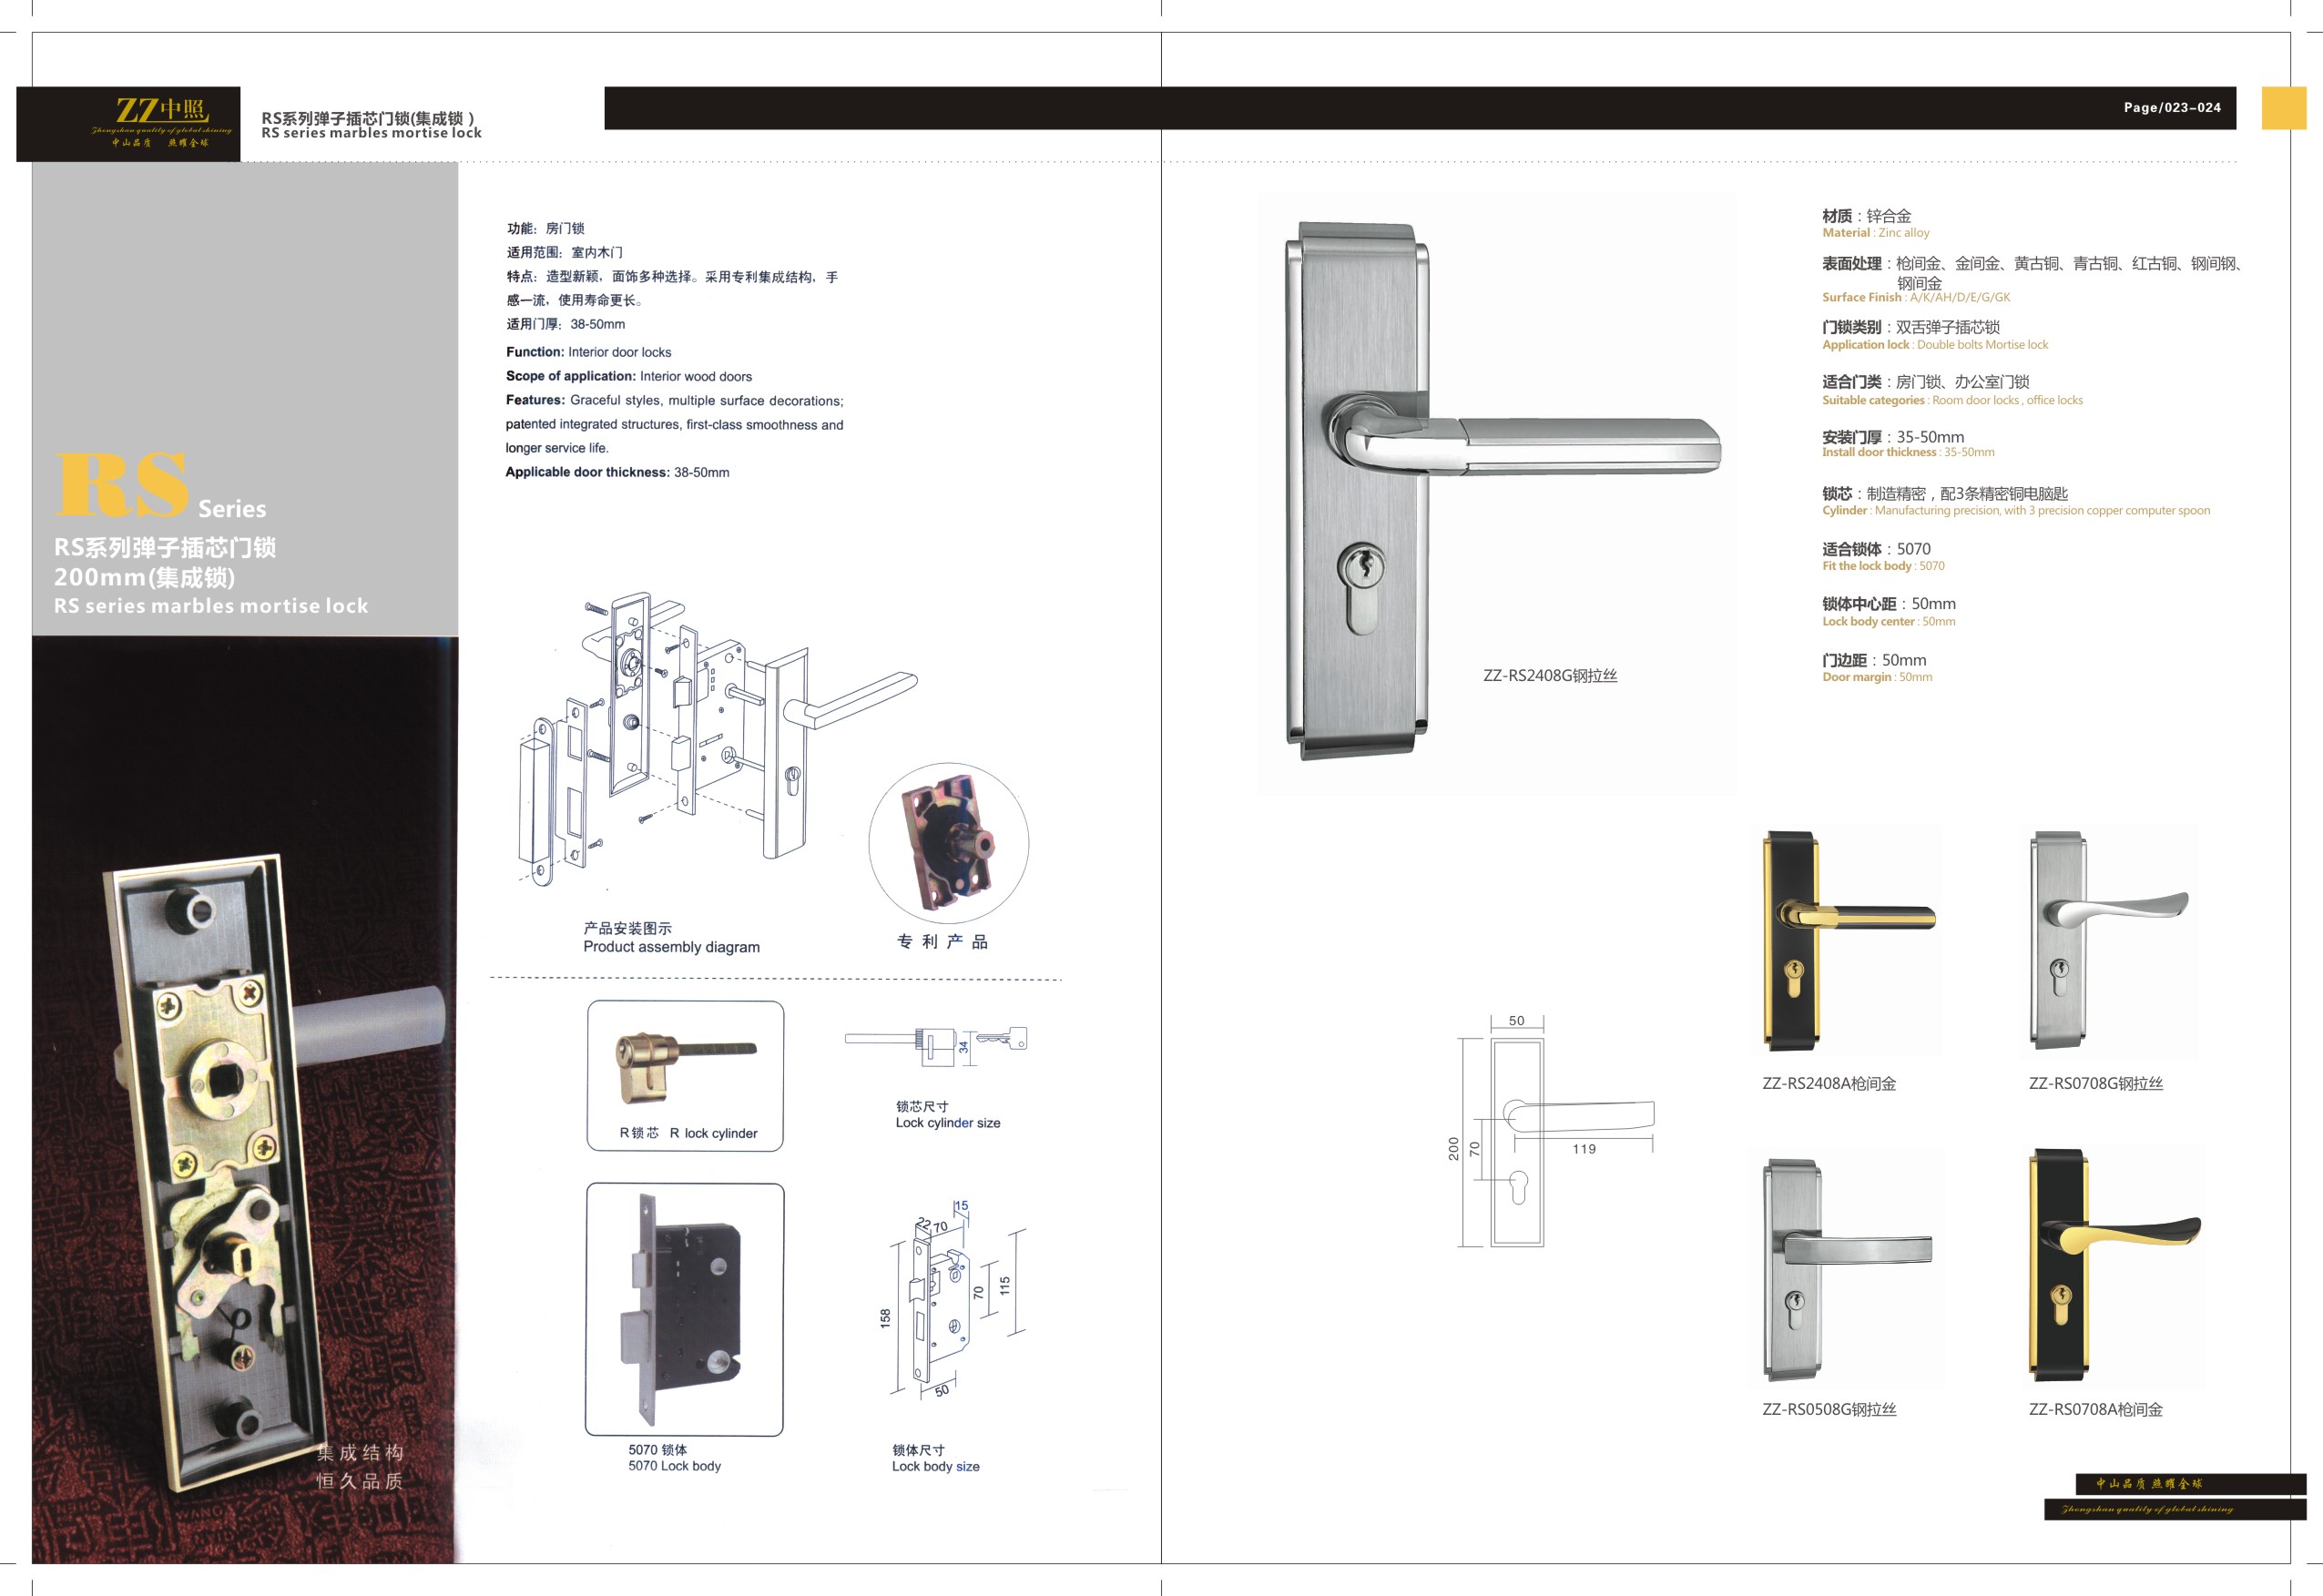 ZZ中照
Zhongshan quality of global shining
中山品质 照耀全球
RS系列弹子插芯门锁(集成锁)
RS series marbles mortise lock
Page/023-024
RS Series
RS系列弹子插芯门锁
200mm(集成锁)
RS series marbles mortise lock
集成结构
恒久品质
功能：房门锁
适用范围：室内木门
特点：造型新颖，面饰多种选择。采用专利集成结构，手
感一流，使用寿命更长。
适用门厚：38-50mm
Function: Interior door locks
Scope of application: Interior wood doors
Features: Graceful styles, multiple surface decorations;
patented integrated structures, first-class smoothness and
longer service life.
Applicable door thickness: 38-50mm
产品安装图示
Product assembly diagram
专利产品
R锁芯 R lock cylinder
34
锁芯尺寸
Lock cylinder size
5070 锁体
5070 Lock body
15
22
70
158
70
115
50
锁体尺寸
Lock body size
ZZ-RS2408G钢拉丝
材质：锌合金
Material : Zinc alloy
表面处理：枪间金、金间金、黄古铜、青古铜、红古铜、钢间钢、
钢间金
Surface Finish : A/K/AH/D/E/G/GK
门锁类别：双舌弹子插芯锁
Application lock : Double bolts Mortise lock
适合门类：房门锁、办公室门锁
Suitable categories : Room door locks , office locks
安装门厚：35-50mm
Install door thickness : 35-50mm
锁芯：制造精密，配3条精密铜电脑匙
Cylinder : Manufacturing precision, with 3 precision copper computer spoon
适合锁体：5070
Fit the lock body : 5070
锁体中心距：50mm
Lock body center : 50mm
门边距：50mm
Door margin : 50mm
50
200
70
119
ZZ-RS2408A枪间金
ZZ-RS0708G钢拉丝
ZZ-RS0508G钢拉丝
ZZ-RS0708A枪间金
中山品质 照耀全球
Zhongshan quality of global shining